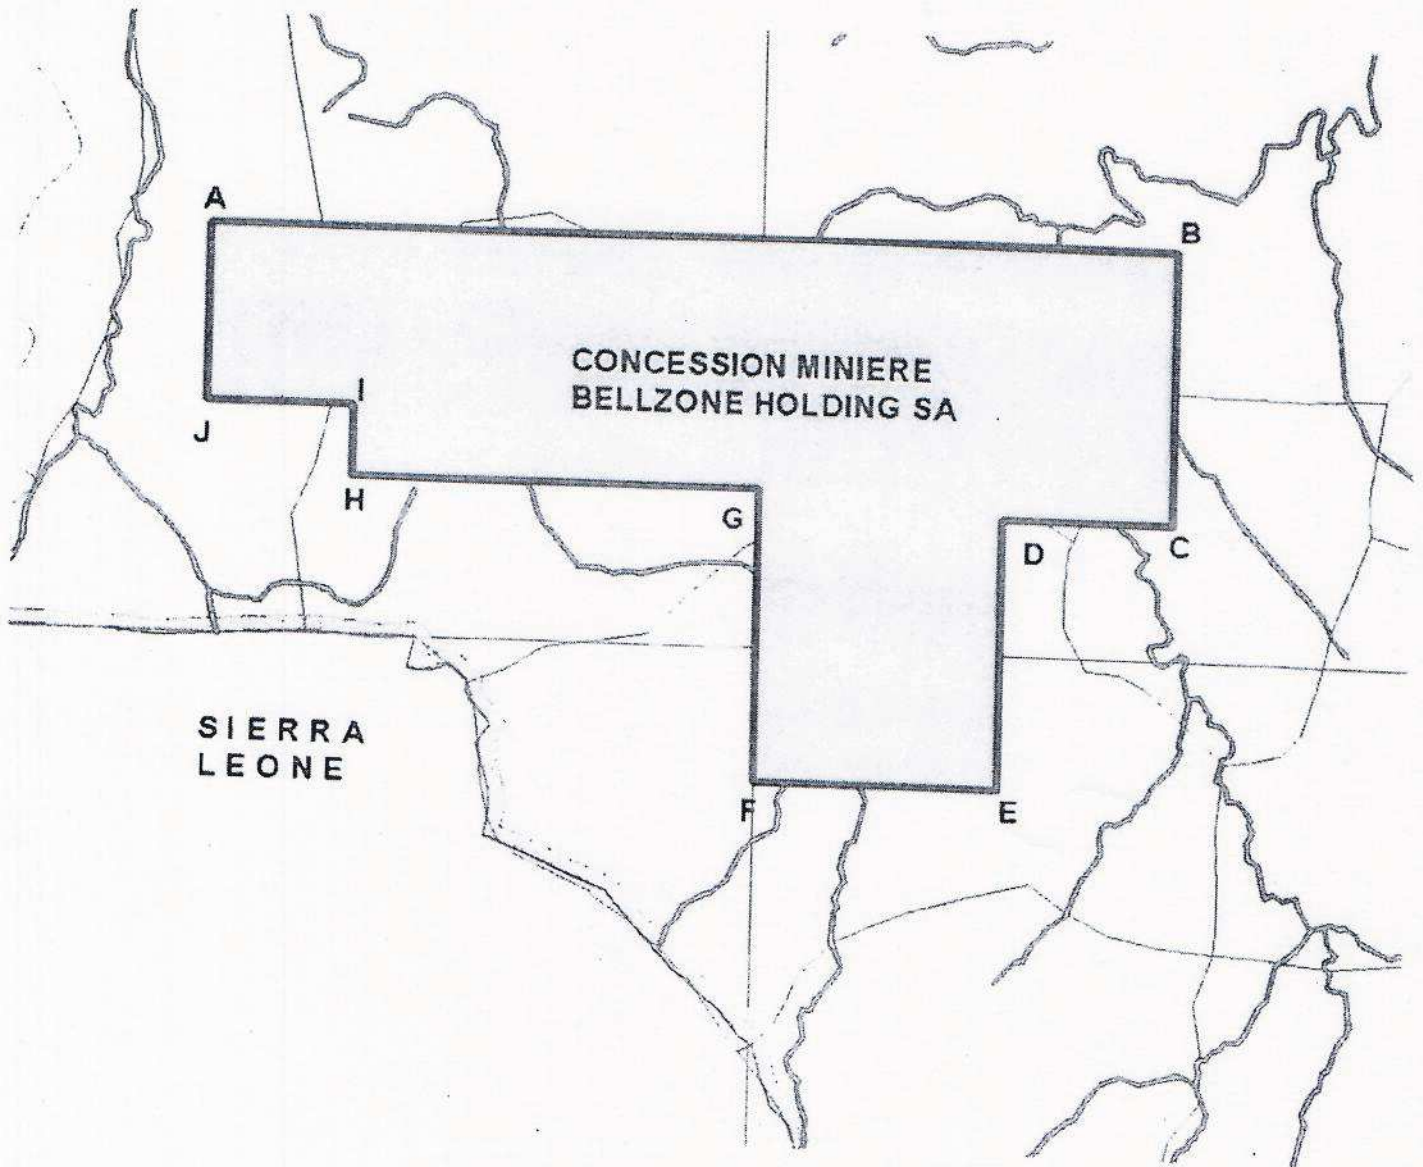 A
B
CONCESSION MINIERE
BELLZONE HOLDING SA
I
J
H
G
D
C
SIERRA
LEONE
F
E